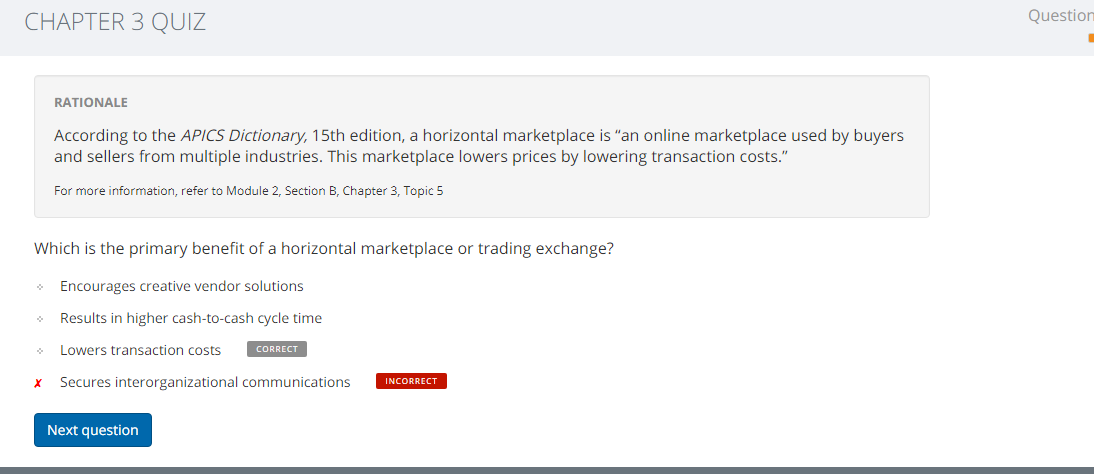 CHAPTER 3 QUIZ
Question
RATIONALE
According to the APICS Dictionary, 15th edition, a horizontal marketplace is “an online marketplace used by buyers
and sellers from multiple industries. This marketplace lowers prices by lowering transaction costs.”
For more information, refer to Module 2, Section B, Chapter 3, Topic 5
Which is the primary benefit of a horizontal marketplace or trading exchange?
Encourages creative vendor solutions
Results in higher cash-to-cash cycle time
Lowers transaction costs CORRECT
✗ Secures interorganizational communications INCORRECT
Next question